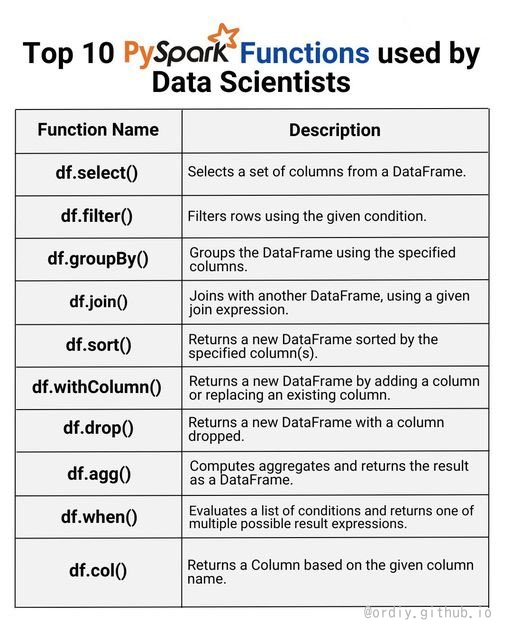 Top 10 PySpark Functions used by
Data Scientists
Function Name
Description
df.select()
Selects a set of columns from a DataFrame.
df.filter()
Filters rows using the given condition.
df.groupBy()
Groups the DataFrame using the specified
columns.
df.join()
Joins with another DataFrame, using a given
join expression.
df.sort()
Returns a new DataFrame sorted by the
specified column(s).
df.withColumn()
Returns a new DataFrame by adding a column
or replacing an existing column.
df.drop()
Returns a new DataFrame with a column
dropped.
df.agg()
Computes aggregates and returns the result
as a DataFrame.
df.when()
Evaluates a list of conditions and returns one of
multiple possible result expressions.
df.col()
Returns a Column based on the given column
name.
@ordiy.github.io